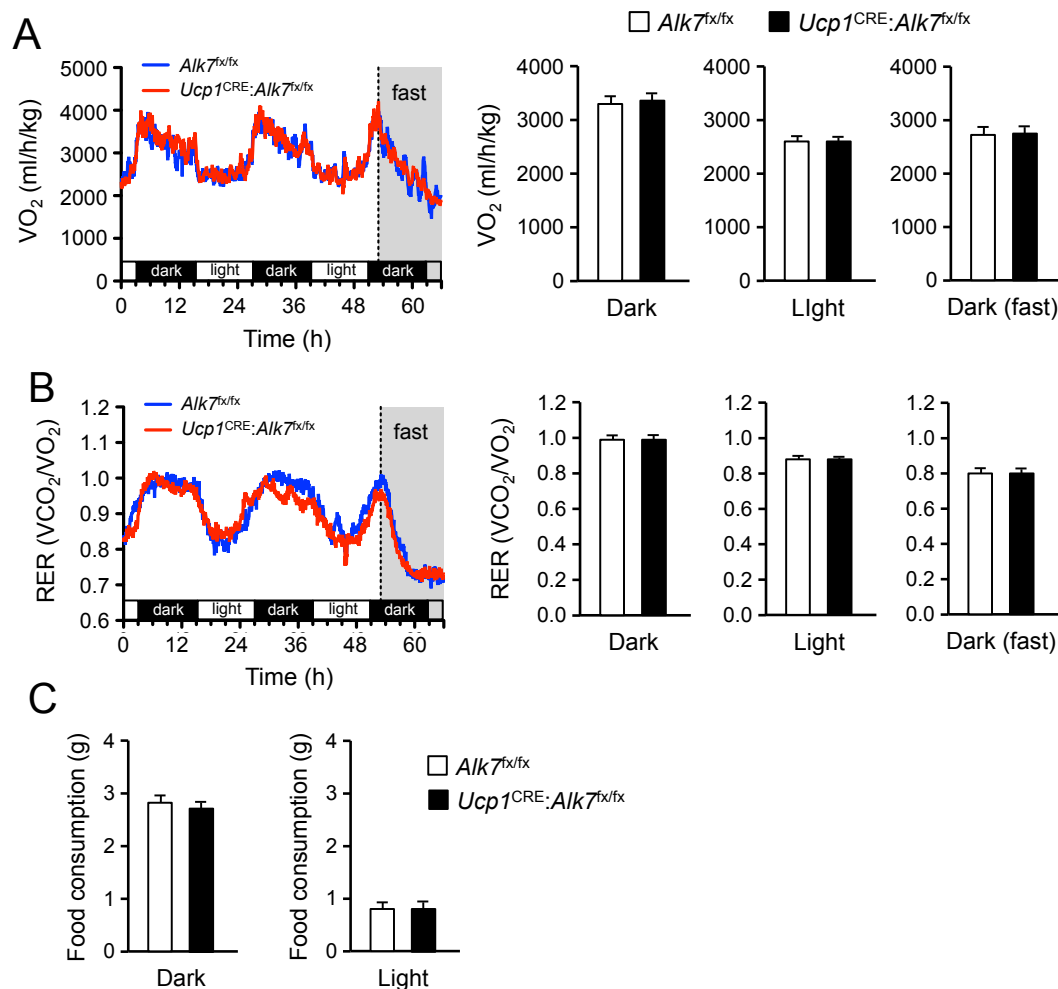 A
Alk7fx/fx
Ucp1CRE:Alk7fx/fx
Alk7fx/fx
Ucp1CRE:Alk7fx/fx
fast
VO2 (ml/h/kg)
5000
4000
3000
2000
1000
0
dark light dark light dark
0 12 24 36 48 60
Time (h)
VO2 (ml/h/kg)
4000
3000
2000
1000
0
Dark
4000
3000
2000
1000
0
LIght
4000
3000
2000
1000
0
Dark (fast)
B
Alk7fx/fx
Ucp1CRE:Alk7fx/fx
fast
RER (VCO2/VO2)
1.2
1.1
1.0
0.9
0.8
0.7
0.6
dark light dark light dark
0 12 24 36 48 60
Time (h)
RER (VCO2/VO2)
1.2
1.0
0.8
0.6
0.4
0.2
0.0
Dark
1.2
1.0
0.8
0.6
0.4
0.2
0.0
Light
1.2
1.0
0.8
0.6
0.4
0.2
0.0
Dark (fast)
C
Food consumption (g)
4
3
2
1
0
Dark
Food consumption (g)
4
3
2
1
0
Light
Alk7fx/fx
Ucp1CRE:Alk7fx/fx